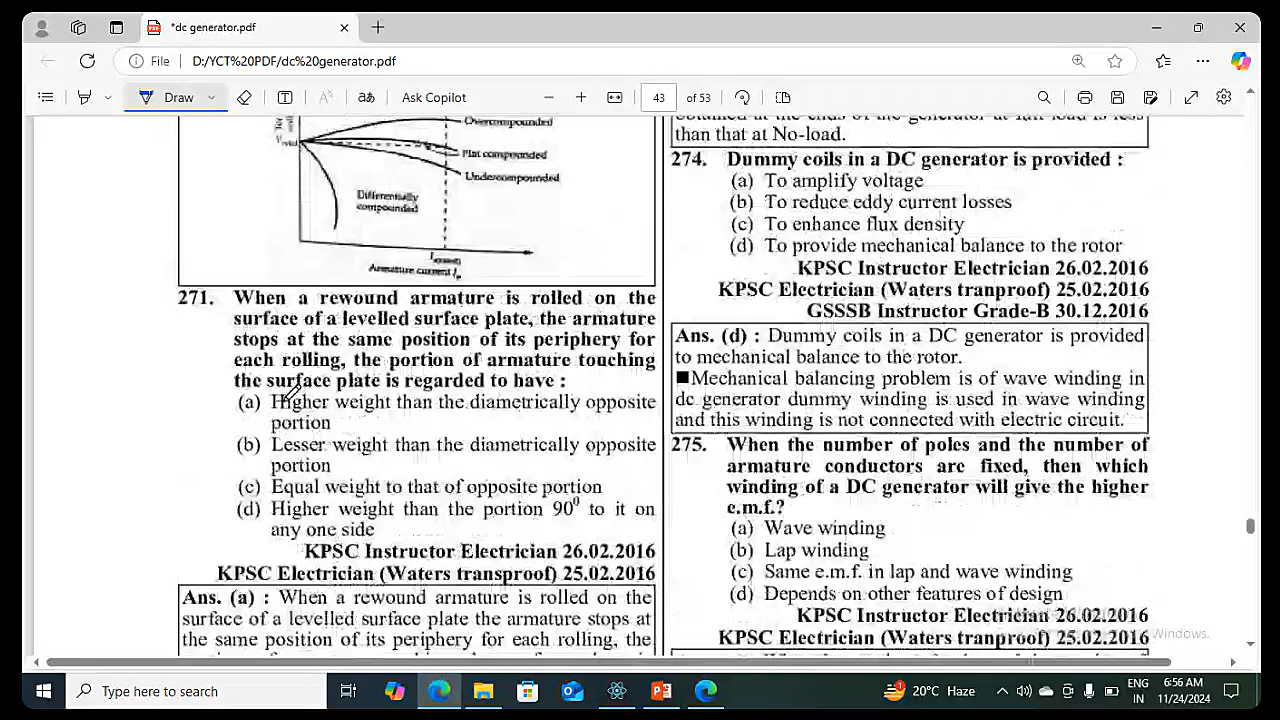 *dc generator.pdf
File
D:/YCT%20PDF/dc%20generator.pdf
Draw
Ask Copilot
43
of 53
Overcompounded
Flat compounded
Undercompounded
Differentially
compounded
Armature current
271. When a rewound armature is rolled on the
surface of a levelled surface plate, the armature
stops at the same position of its periphery for
each rolling, the portion of armature touching
the surface plate is regarded to have :
(a) Higher weight than the diametrically opposite
portion
(b) Lesser weight than the diametrically opposite
portion
(c) Equal weight to that of opposite portion
(d) Higher weight than the portion 90⁰ to it on
any one side
KPSC Instructor Electrician 26.02.2016
KPSC Electrician (Waters transproof) 25.02.2016
Ans. (a) : When a rewound armature is rolled on the
surface of a levelled surface plate the armature stops at
the same position of its periphery for each rolling, the
than that at No-load.
274. Dummy coils in a DC generator is provided :
(a) To amplify voltage
(b) To reduce eddy current losses
(c) To enhance flux density
(d) To provide mechanical balance to the rotor
KPSC Instructor Electrician 26.02.2016
KPSC Electrician (Waters tranproof) 25.02.2016
GSSSB Instructor Grade-B 30.12.2016
Ans. (d) : Dummy coils in a DC generator is provided
to mechanical balance to the rotor.
■Mechanical balancing problem is of wave winding in
dc generator dummy winding is used in wave winding
and this winding is not connected with electric circuit.
275. When the number of poles and the number of
armature conductors are fixed, then which
winding of a DC generator will give the higher
e.m.f.?
(a) Wave winding
(b) Lap winding
(c) Same e.m.f. in lap and wave winding
(d) Depends on other features of design
KPSC Instructor Electrician 26.02.2016
KPSC Electrician (Waters tranproof) 25.02.2016
Type here to search
20°C Haze
ENG
IN
6:56 AM
11/24/2024